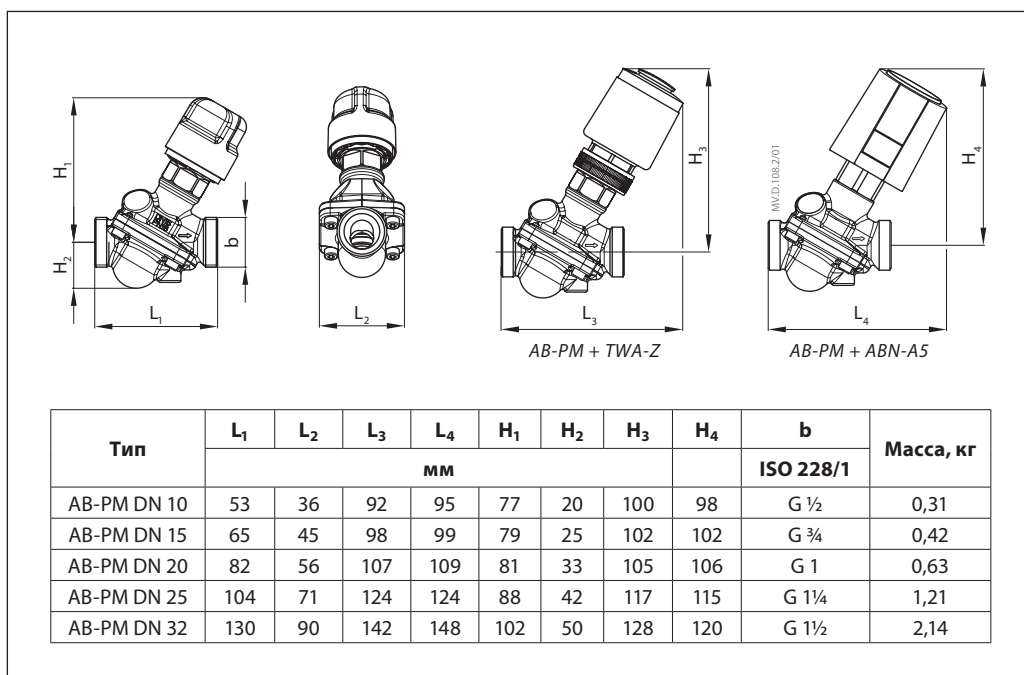 H₁
H₂
b
L₁
L₂
H₃
L₃
AB-PM + TWA-Z
MV.D.108.2/01
H₄
L₄
AB-PM + ABN-A5
Тип L₁ L₂ L₃ L₄ H₁ H₂ H₃ H₄ b Масса, кг
мм ISO 228/1
AB-PM DN 10 53 36 92 95 77 20 100 98 G ½ 0,31
AB-PM DN 15 65 45 98 99 79 25 102 102 G ¾ 0,42
AB-PM DN 20 82 56 107 109 81 33 105 106 G 1 0,63
AB-PM DN 25 104 71 124 124 88 42 117 115 G 1¼ 1,21
AB-PM DN 32 130 90 142 148 102 50 128 120 G 1½ 2,14